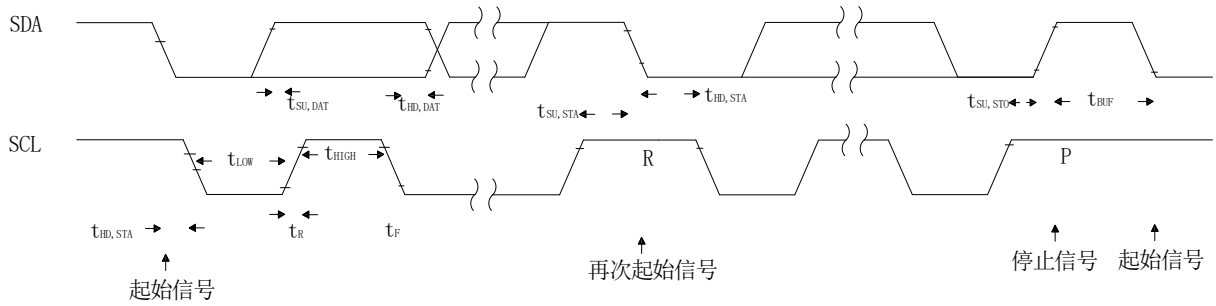 SDA
tSU,DAT
tHD,DAT
tSU,STA
tHD,STA
tSU,STO
tBUF
SCL
tLOW
tHIGH
R
P
tHD,STA
tR
tF
起始信号
再次起始信号
停止信号
起始信号